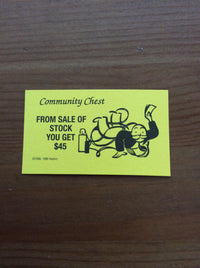 Community Chest
FROM SALE OF
STOCK
YOU GET
$45